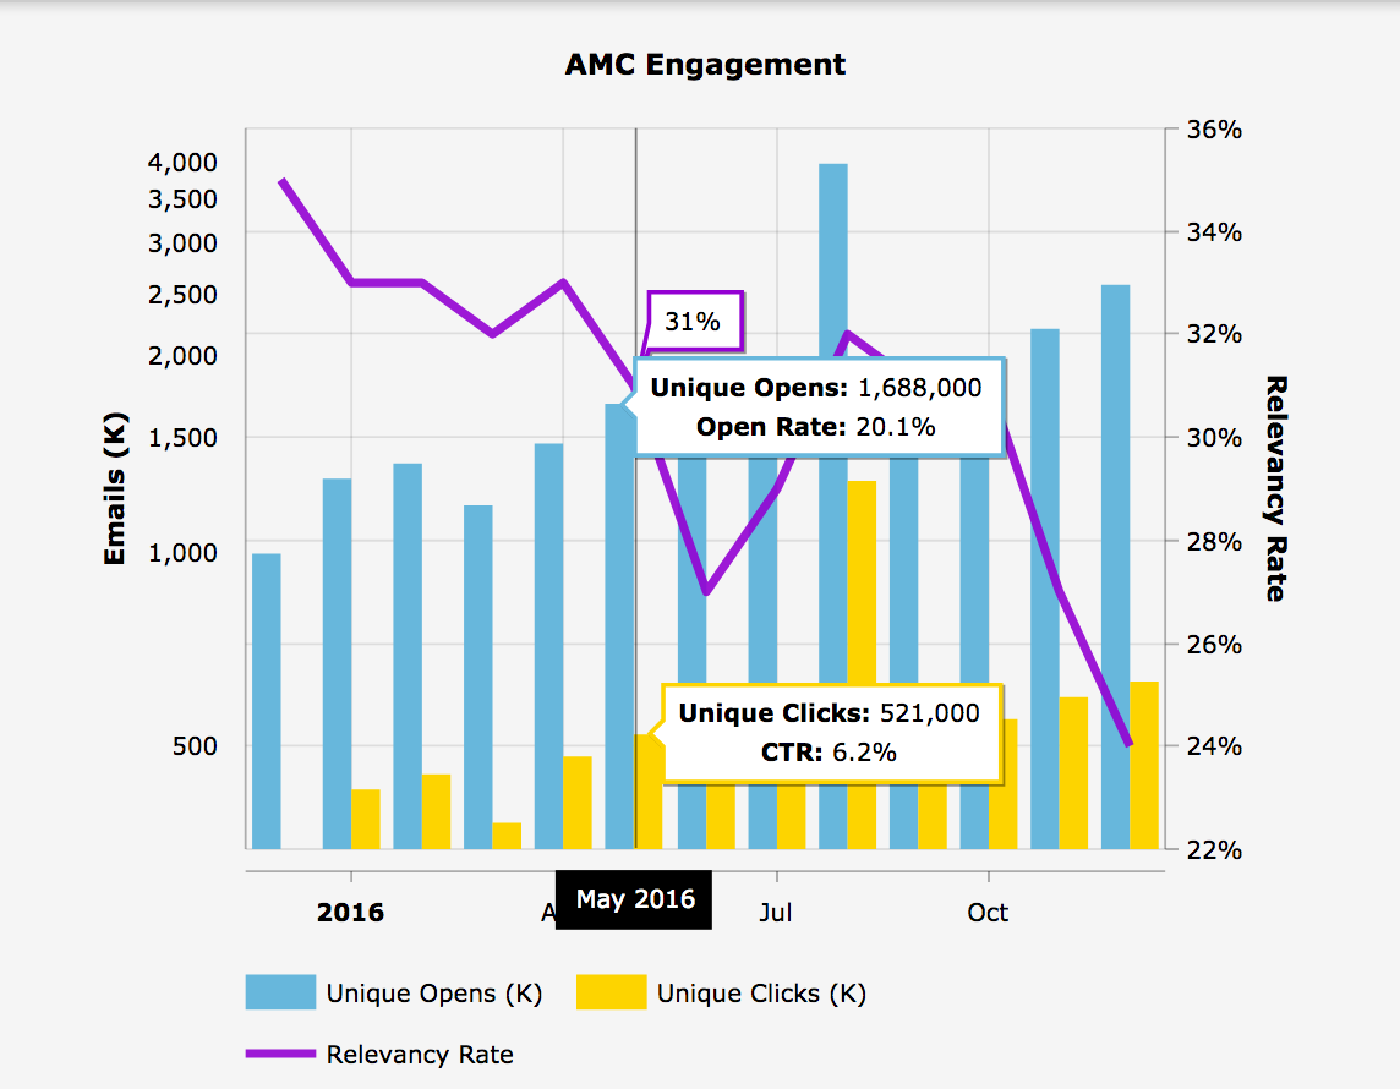 AMC Engagement
4,000
3,500
3,000
2,500
2,000
1,500
1,000
500
Emails (K)
36%
34%
32%
30%
28%
26%
24%
22%
Relevancy Rate
31%
Unique Opens: 1,688,000
Open Rate: 20.1%
Unique Clicks: 521,000
CTR: 6.2%
2016
A
May 2016
Jul
Oct
Unique Opens (K)
Unique Clicks (K)
Relevancy Rate